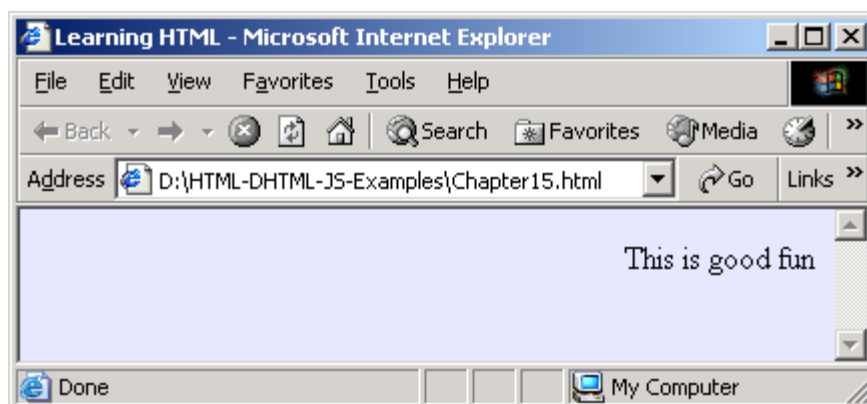 Learning HTML - Microsoft Internet Explorer
File Edit View Favorites Tools Help
Back Search Favorites Media »
Address D:\HTML-DHTML-JS-Examples\Chapter15.html Go Links »
This is good fun
Done My Computer